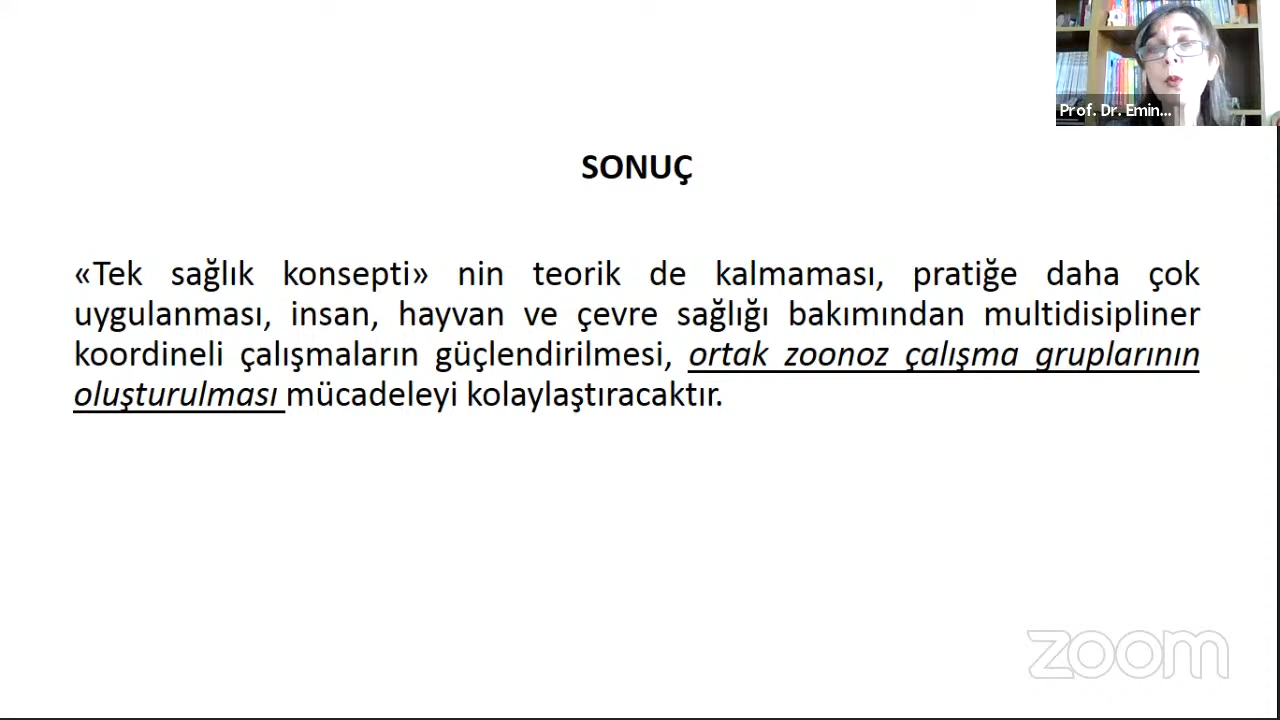 Prof. Dr. Emin...
SONUÇ
«Tek sağlık konsepti» nin teorik de kalmaması, pratiğe daha çok
uygulanması, insan, hayvan ve çevre sağlığı bakımından multidisipliner
koordineli çalışmaların güçlendirilmesi, ortak zoonoz çalışma gruplarının
oluşturulması mücadeleyi kolaylaştıracaktır.
zoom